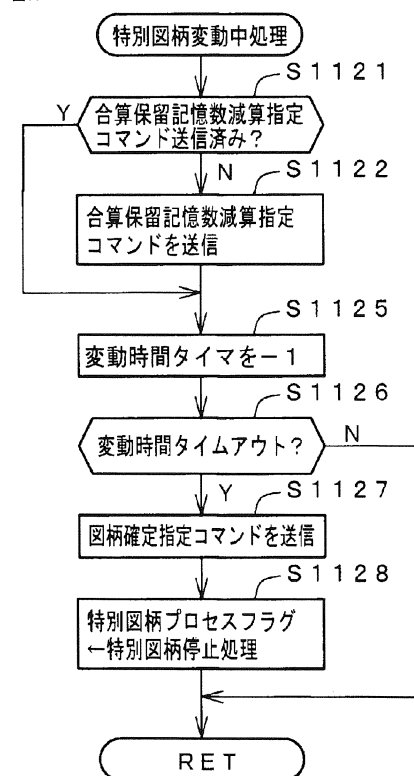 特別図柄変動中処理
S1121
Y
合算保留記憶数減算指定
コマンド送信済み？
N
S1122
合算保留記憶数減算指定
コマンドを送信
S1125
変動時間タイマを－1
S1126
変動時間タイムアウト？
N
Y
S1127
図柄確定指定コマンドを送信
S1128
特別図柄プロセスフラグ
←特別図柄停止処理
RET